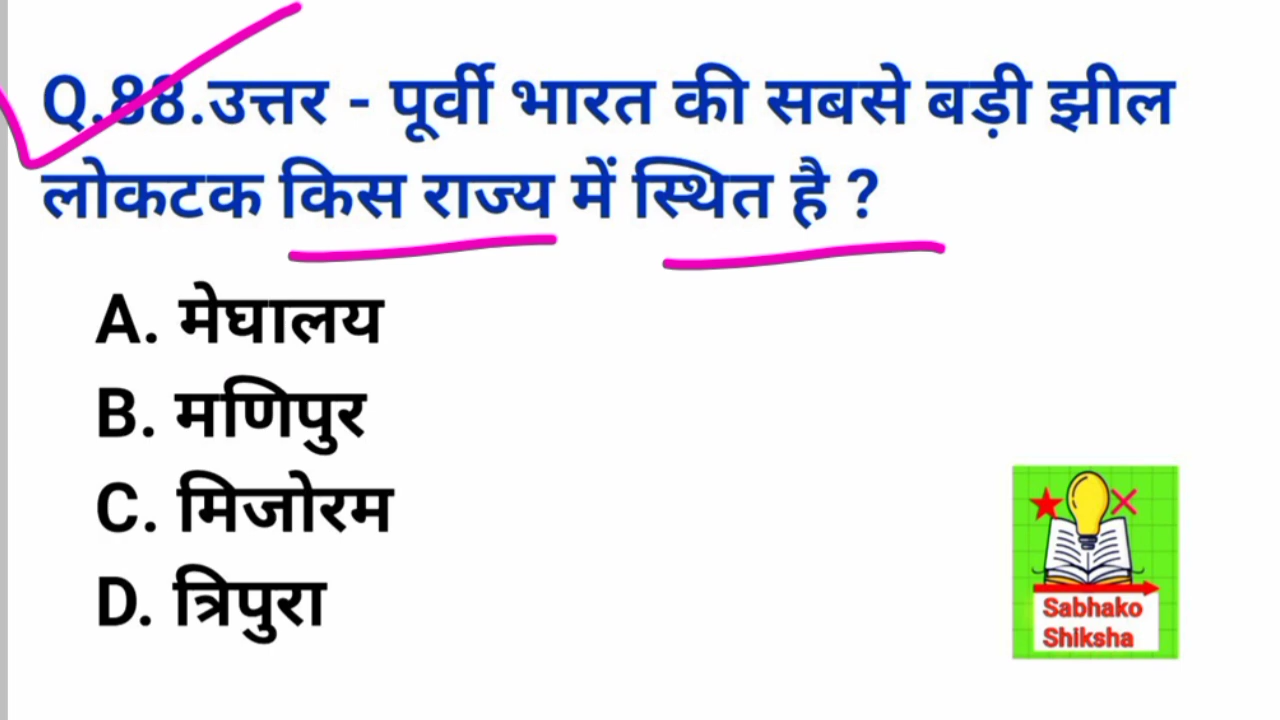 Q.88.उत्तर - पूर्वी भारत की सबसे बड़ी झील
लोकटक किस राज्य में स्थित है ?
A. मेघालय
B. मणिपुर
C. मिजोरम
D. त्रिपुरा
Sabhako
Shiksha